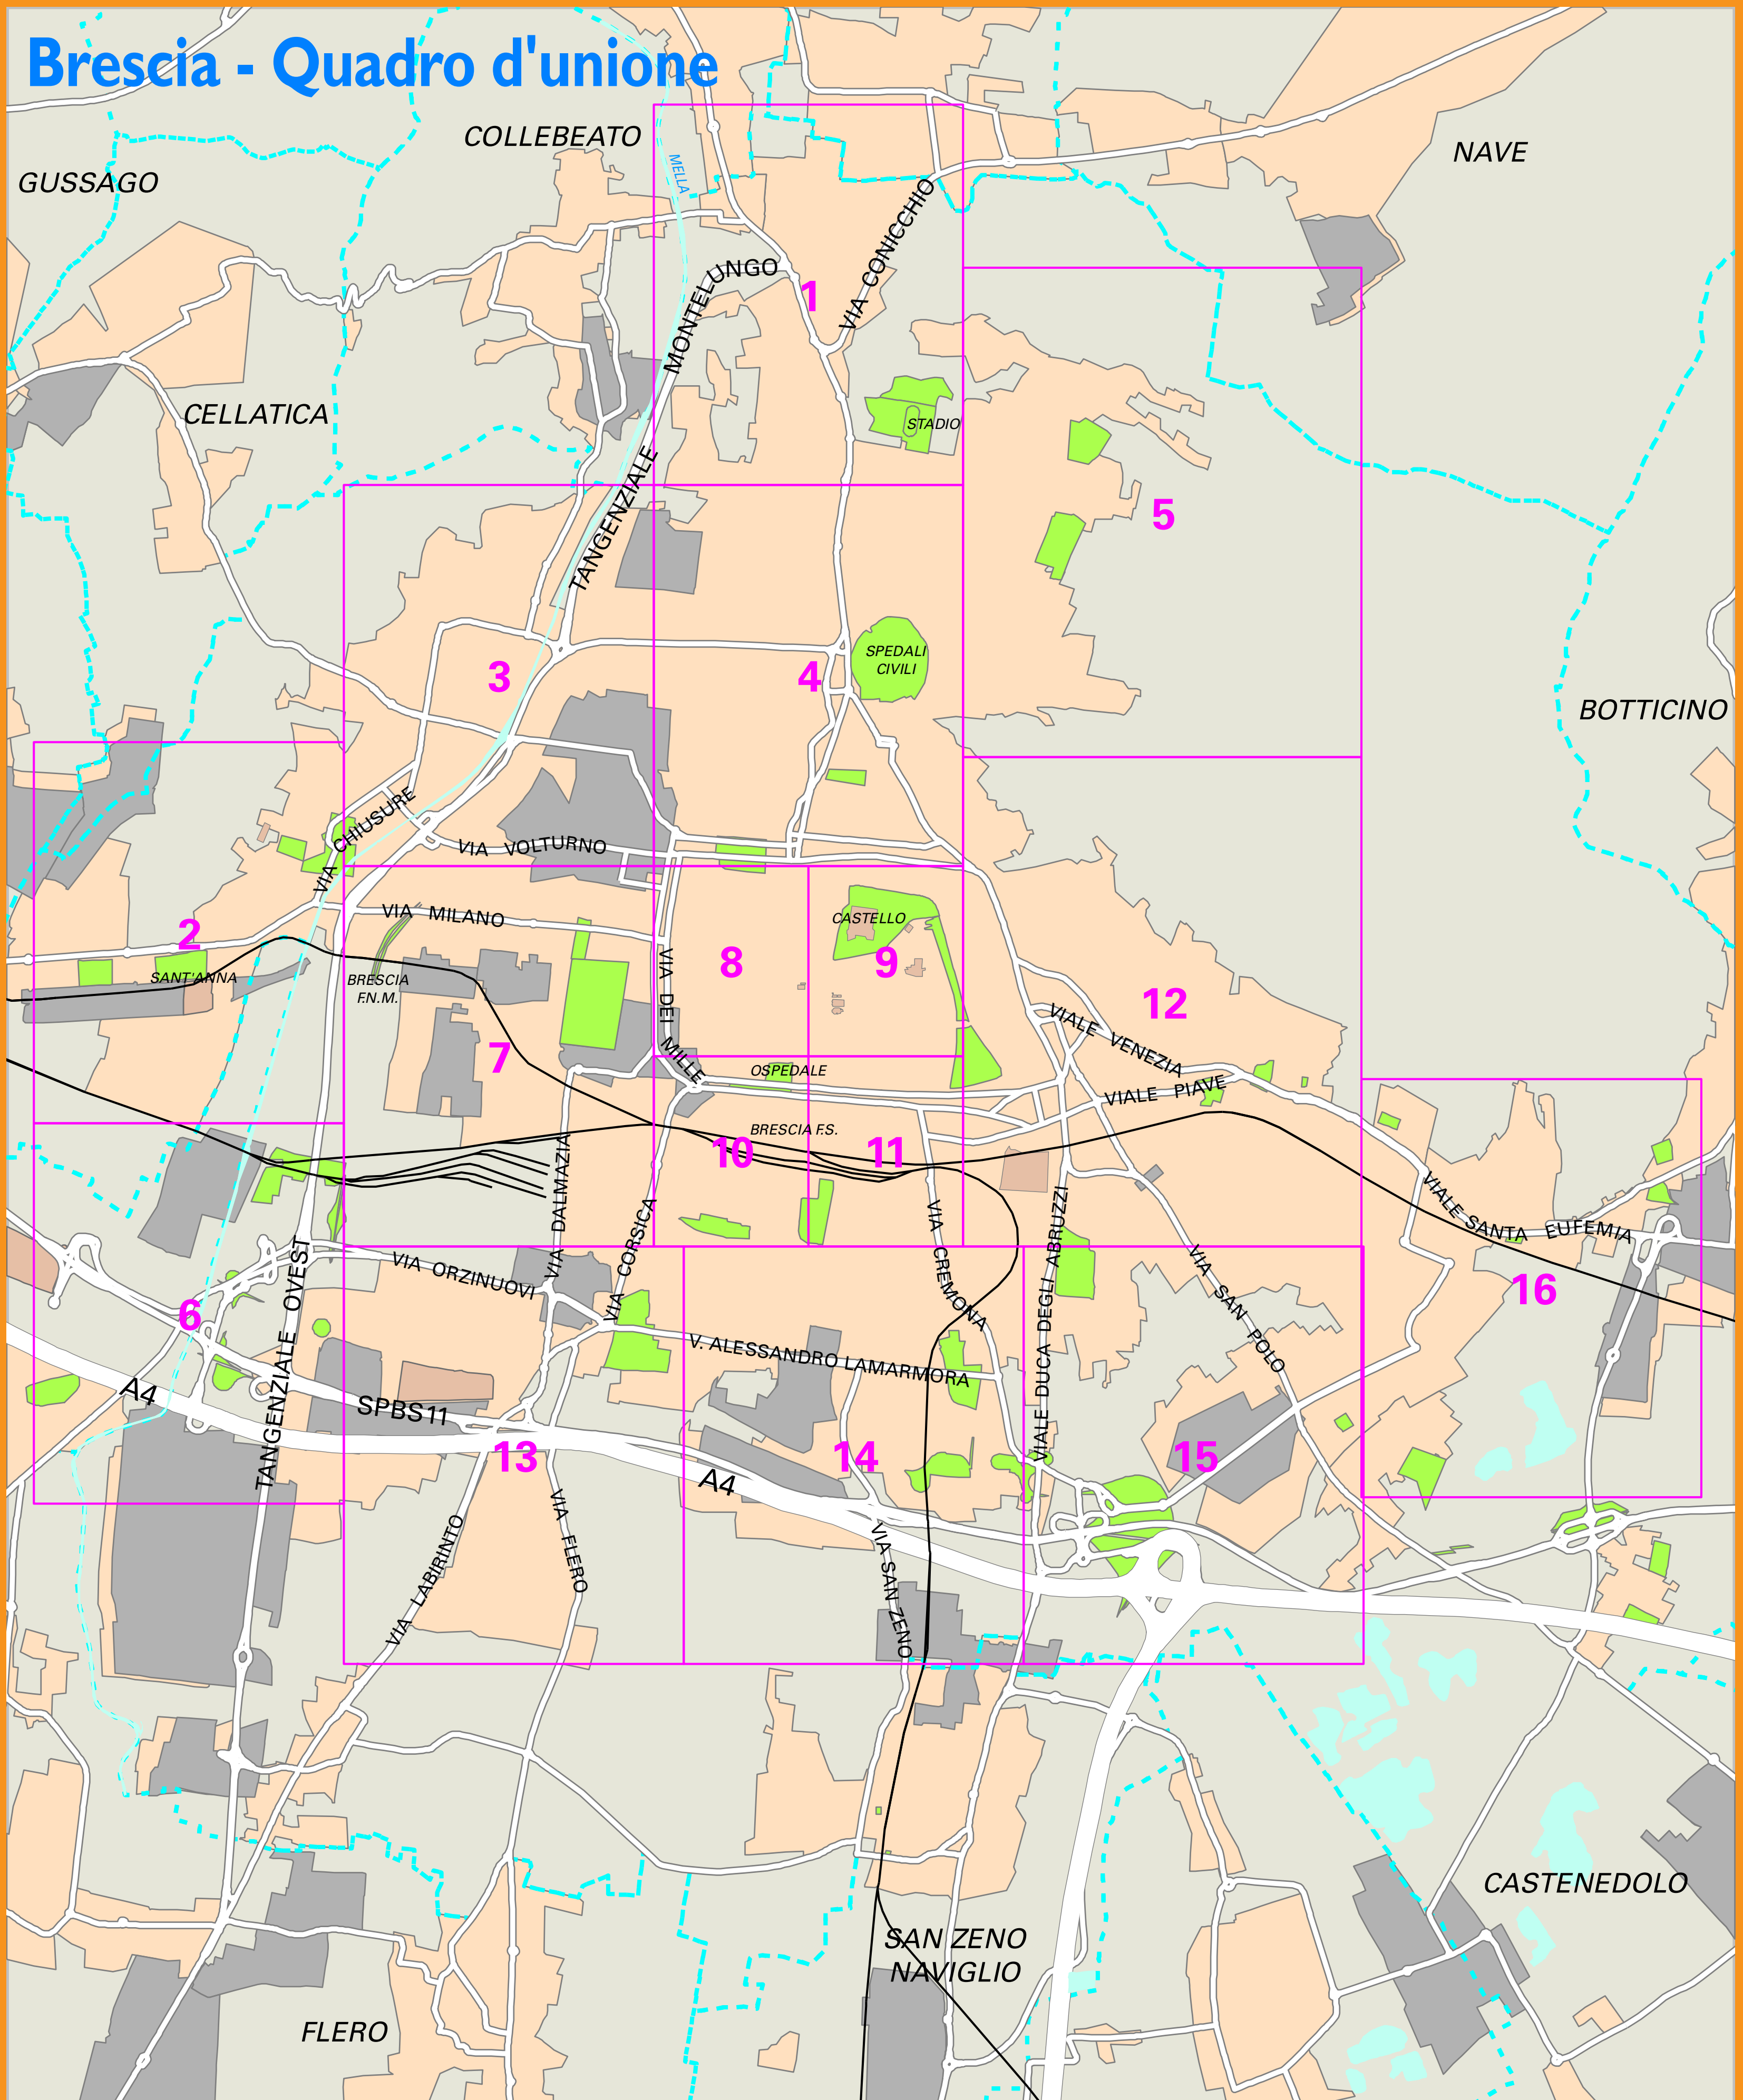 Brescia - Quadro d'unione
COLLEBEATO
NAVE
GUSSAGO
MELLA
VIA CONICCHIO
MONTELUNGO
1
CELLATICA
STADIO
TANGENZIALE
5
SPEDALI
CIVILI
3
4
BOTTICINO
VIA CHIUSURE
VIA VOLTURNO
VIA MILANO
CASTELLO
2
8
9
SANT'ANNA
BRESCIA
F.N.M.
VIA DEI MILLE
12
VIALE VENEZIA
7
OSPEDALE
VIALE PIAVE
BRESCIA F.S.
10
11
VIA DALMAZIA
VIA CORSICA
VIA CREMONA
VIALE DUCA DEGLI ABRUZZI
VIALE SANTA EUFEMIA
VIA ORZINUOVI
VIA SAN POLO
16
6
TANGENZIALE OVEST
V. ALESSANDRO LAMARMORA
A4
SPBS11
13
14
15
A4
VIA LABIRINTO
VIA FLERO
VIA SAN ZENO
CASTENEDOLO
SAN ZENO
NAVIGLIO
FLERO